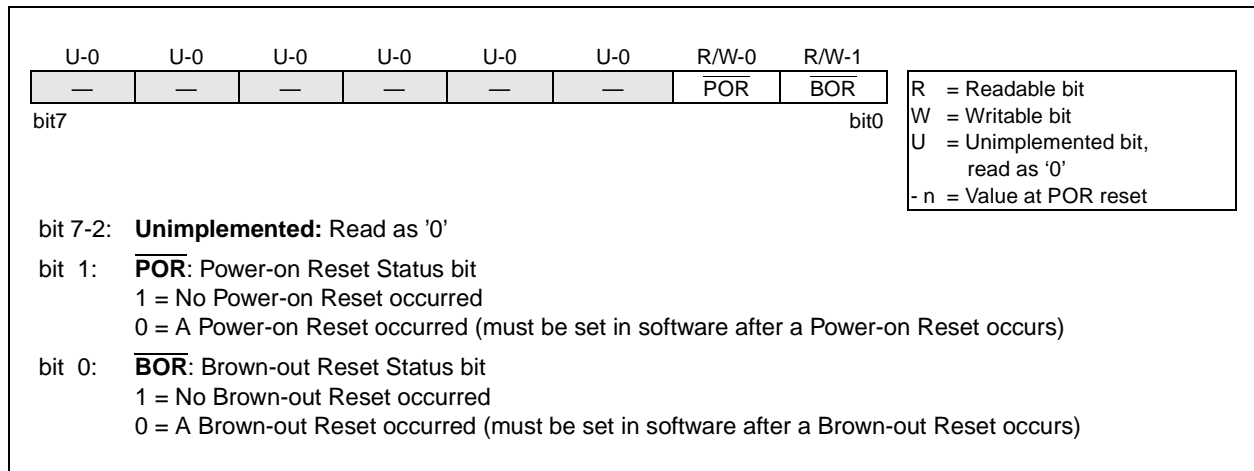 U-0 U-0 U-0 U-0 U-0 U-0 R/W-0 R/W-1
— — — — — — POR BOR
bit7 bit0
R = Readable bit
W = Writable bit
U = Unimplemented bit,
read as ‘0’
- n = Value at POR reset
bit 7-2: Unimplemented: Read as '0'
bit 1: POR: Power-on Reset Status bit
1 = No Power-on Reset occurred
0 = A Power-on Reset occurred (must be set in software after a Power-on Reset occurs)
bit 0: BOR: Brown-out Reset Status bit
1 = No Brown-out Reset occurred
0 = A Brown-out Reset occurred (must be set in software after a Brown-out Reset occurs)